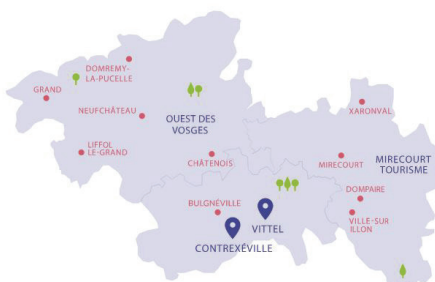 DOMREMY-
LA-PUCELLE
GRAND
NEUFCHÂTEAU
OUEST DES
VOSGES
XARONVAL
LIFFOL
LE-GRAND
CHÂTENOIS
MIRECOURT
MIRECOURT
TOURISME
DOMPAIRE
BULGNÉVILLE
VILLE-SUR
ILLON
VITTEL
CONTREXÉVILLE